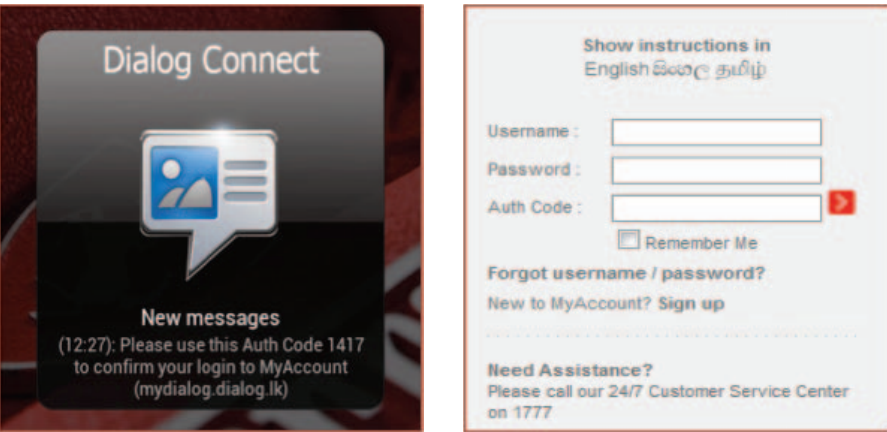 Dialog Connect
New messages
(12:27): Please use this Auth Code 1417
to confirm your login to MyAccount
(mydialog.dialog.lk)
Show instructions in
English සිංහල தமிழ்
Username :
Password :
Auth Code :
Remember Me
Forgot username / password?
New to MyAccount? Sign up
Need Assistance?
Please call our 24/7 Customer Service Center
on 1777